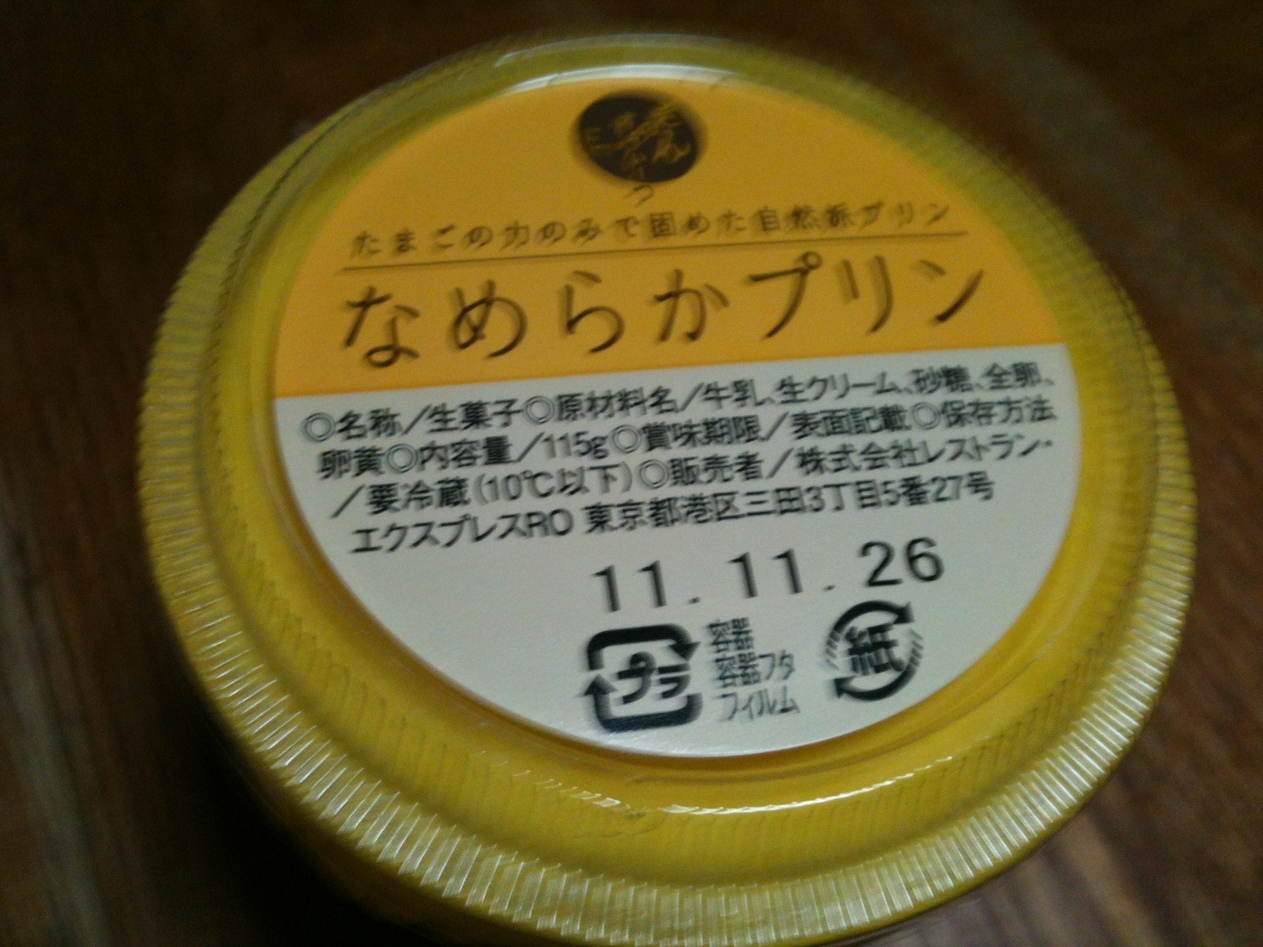 たまごの力のみで固めた自然派プリン
なめらかプリン
◎名称／生菓子◎原材料名／牛乳、生クリーム、砂糖、全卵、
卵黄◎内容量／115g◎賞味期限／表面記載◎保存方法
／要冷蔵(10℃以下)◎販売者／株式会社レストラン・
エクスプレスRO 東京都港区三田3丁目5番27号
11.11.26
プラ
容器
容器フタ
フィルム
紙